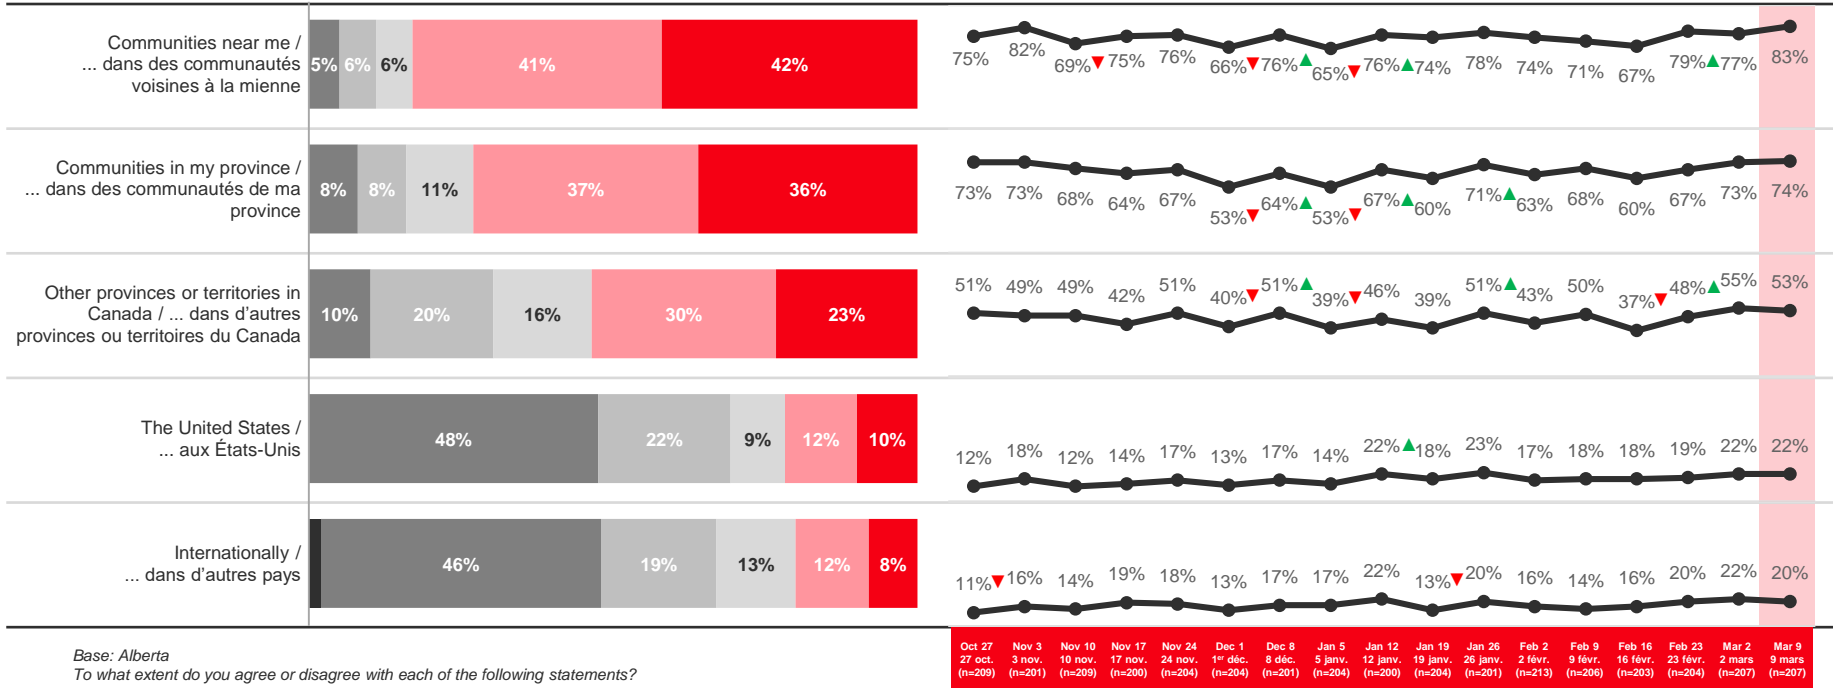 Communities near me /
... dans des communautés
voisines à la mienne
5% 6% 6% 41% 42%
75% 82% 69% 75% 76% 66% 76% 65% 76% 74% 78% 74% 71% 67% 79% 77% 83%
Communities in my province /
... dans des communautés de ma
province
8% 8% 11% 37% 36%
73% 73% 68% 64% 67% 53% 64% 53% 67% 60% 71% 63% 68% 60% 67% 73% 74%
Other provinces or territories in
Canada / ... dans d'autres
provinces ou territoires du Canada
10% 20% 16% 30% 23%
51% 49% 49% 42% 51% 40% 51% 39% 46% 39% 51% 43% 50% 37% 48% 55% 53%
The United States /
... aux États-Unis
48% 22% 9% 12% 10%
12% 18% 12% 14% 17% 13% 17% 14% 22% 18% 23% 17% 18% 18% 19% 22% 22%
Internationally /
... dans d'autres pays
46% 19% 13% 12% 8%
11% 16% 14% 19% 18% 13% 17% 17% 22% 13% 20% 16% 14% 16% 20% 22% 20%
Oct 27 Nov 3 Nov 10 Nov 17 Nov 24 Dec 1 Dec 8 Jan 5 Jan 12 Jan 19 Jan 26 Feb 2 Feb 9 Feb 16 Feb 23 Mar 2 Mar 9
27 oct. 3 nov. 10 nov. 17 nov. 24 nov. 1er déc. 8 déc. 5 janv. 12 janv. 19 janv. 26 janv. 2 févr. 9 févr. 16 févr. 23 févr. 2 mars 9 mars
(n=209) (n=201) (n=209) (n=200) (n=204) (n=204) (n=201) (n=204) (n=200) (n=204) (n=201) (n=213) (n=206) (n=203) (n=204) (n=207) (n=207)
Base: Alberta
To what extent do you agree or disagree with each of the following statements?